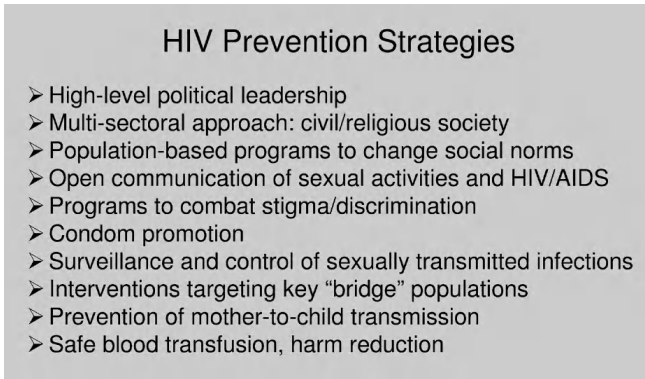 HIV Prevention Strategies
➢ High-level political leadership
➢ Multi-sectoral approach: civil/religious society
➢ Population-based programs to change social norms
➢ Open communication of sexual activities and HIV/AIDS
➢ Programs to combat stigma/discrimination
➢ Condom promotion
➢ Surveillance and control of sexually transmitted infections
➢ Interventions targeting key “bridge” populations
➢ Prevention of mother-to-child transmission
➢ Safe blood transfusion, harm reduction